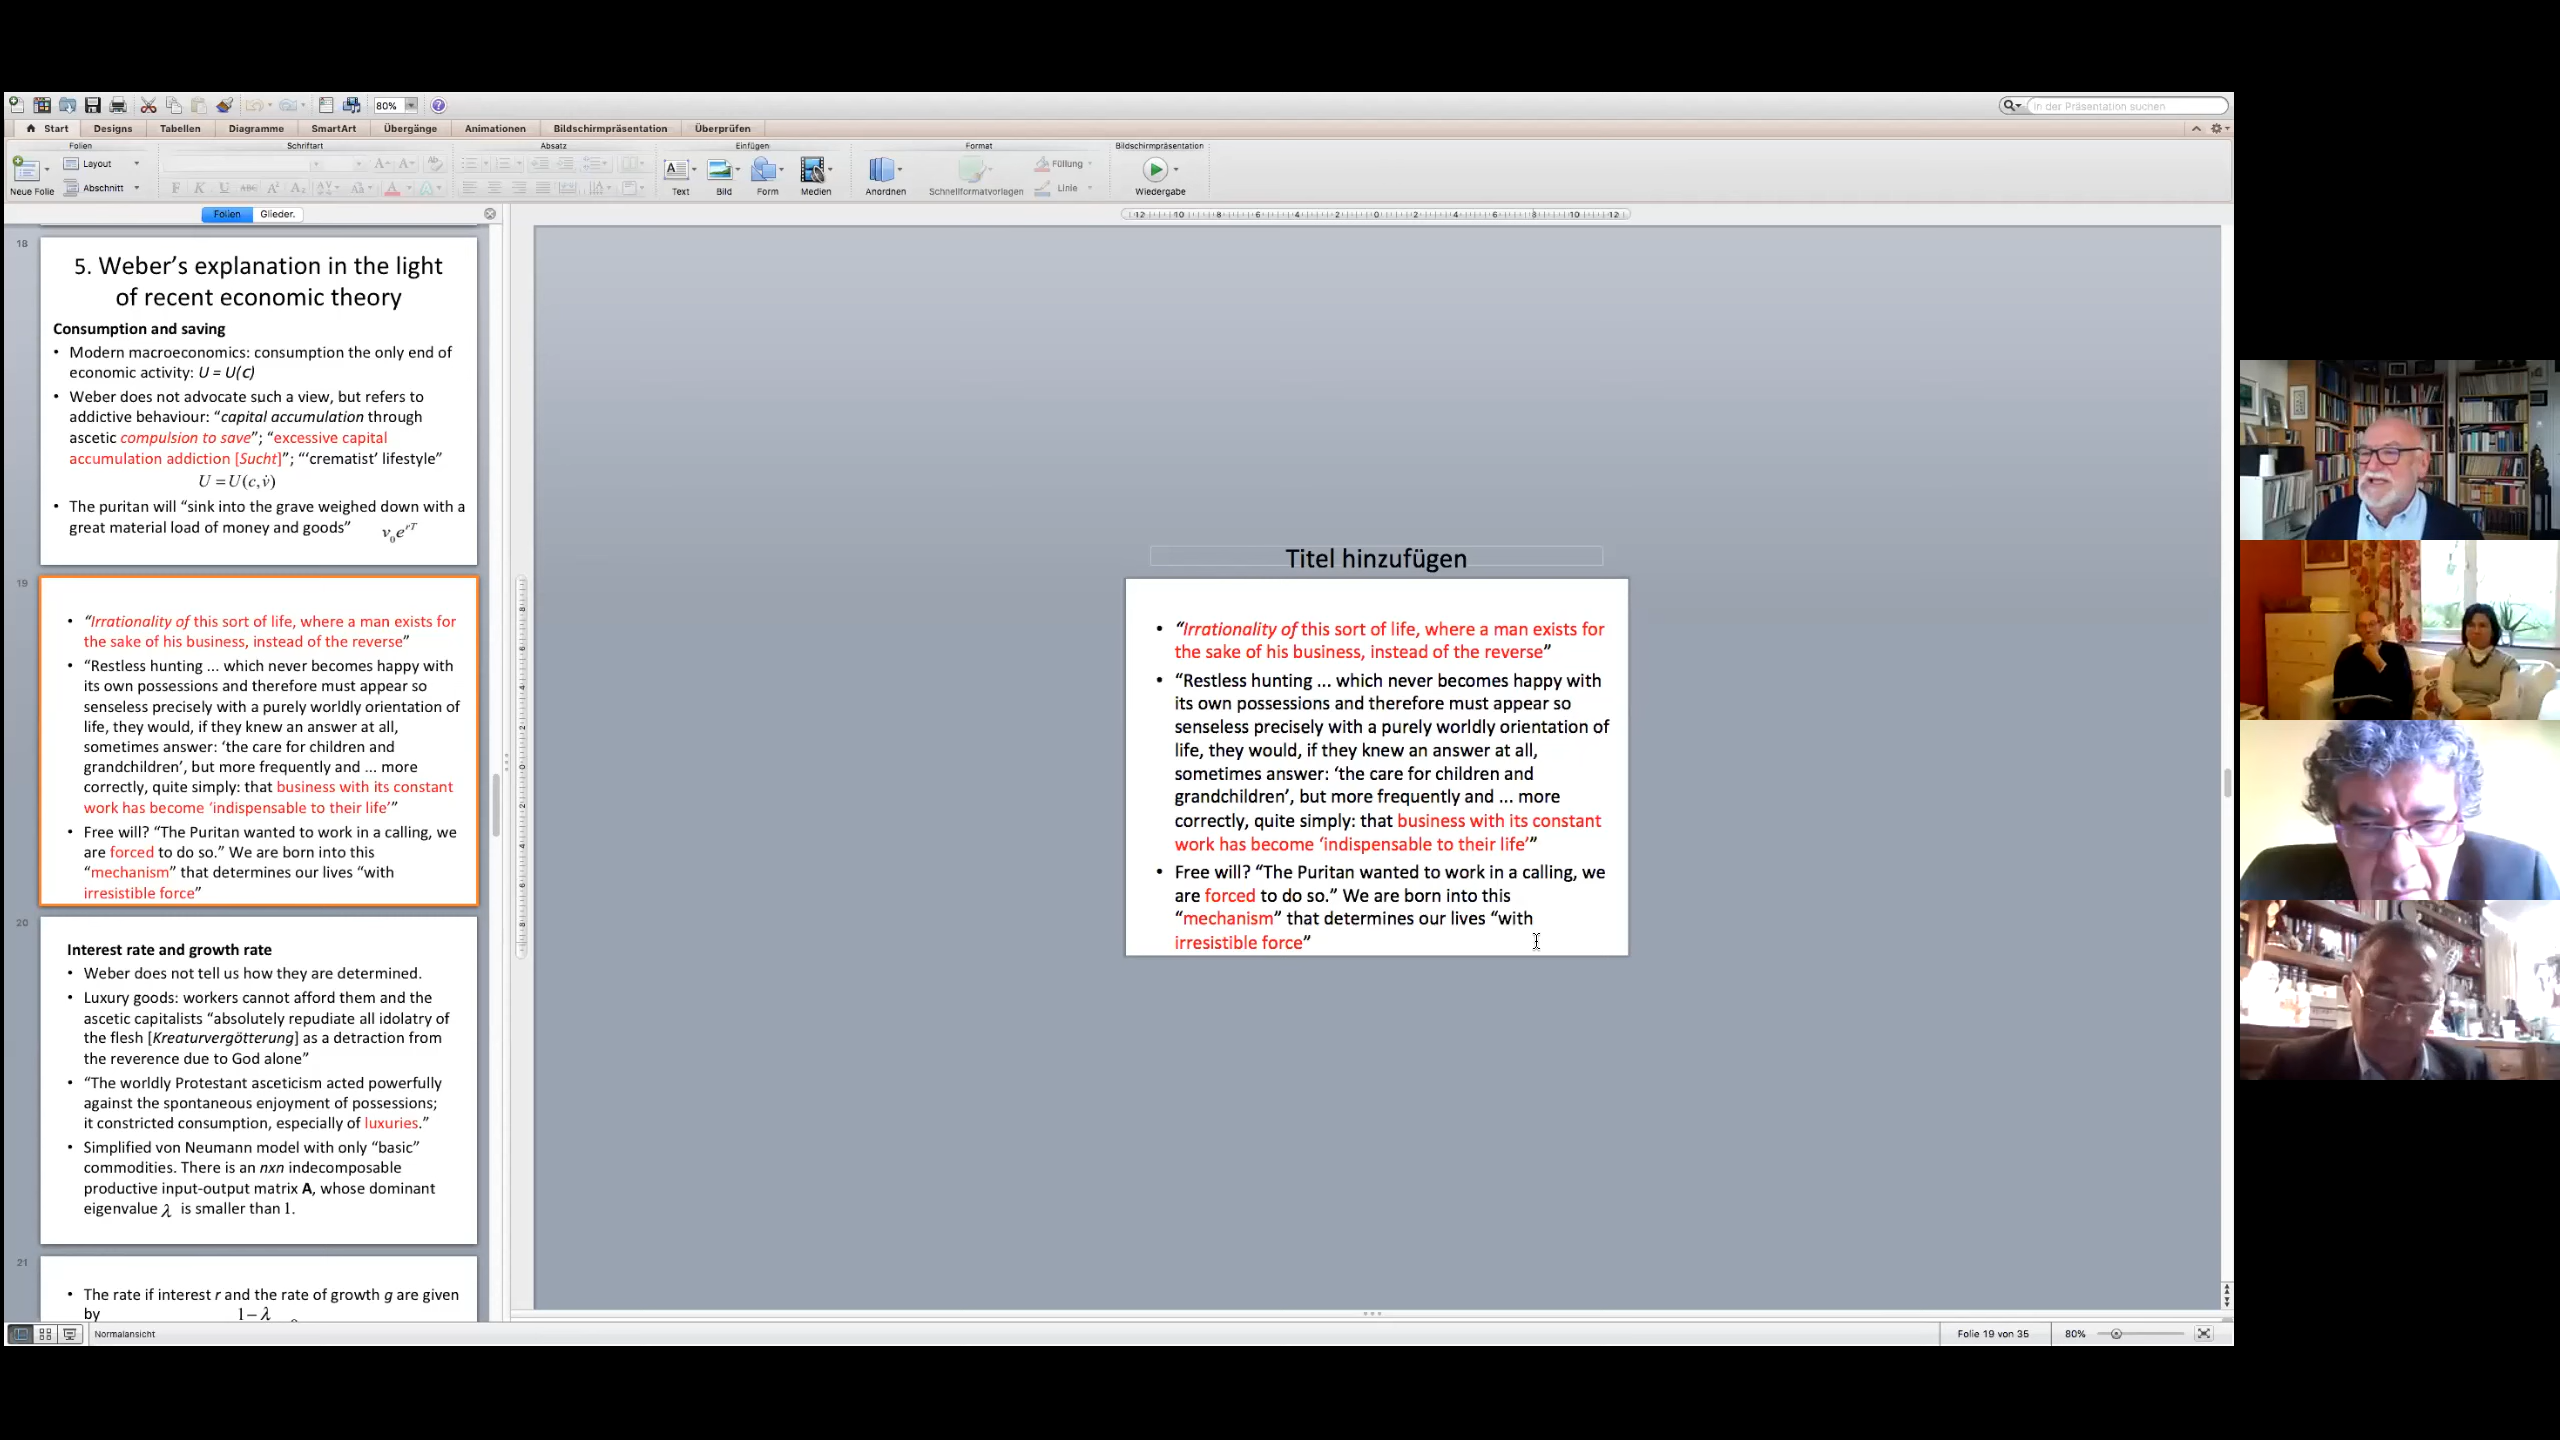 80%
In der Präsentation suchen
Start Designs Tabellen Diagramme SmartArt Übergänge Animationen Bildschirmpräsentation Überprüfen
Folien Schriftart Absatz Einfügen Format Bildschirmpräsentation
Neue Folie Layout Abschnitt Text Bild Form Medien Anordnen Schnellformatvorlagen Füllung Linie Wiedergabe
Folien Glieder.
18
5. Weber’s explanation in the light
of recent economic theory
Consumption and saving
• Modern macroeconomics: consumption the only end of
economic activity: U = U(c)
• Weber does not advocate such a view, but refers to
addictive behaviour: “capital accumulation through
ascetic compulsion to save”; “excessive capital
accumulation addiction [Sucht]”; “‘crematist’ lifestyle”
U = U(c, v̇)
• The puritan will “sink into the grave weighed down with a
great material load of money and goods” v₀e^{rT}
19
• “Irrationality of this sort of life, where a man exists for
the sake of his business, instead of the reverse”
• “Restless hunting ... which never becomes happy with
its own possessions and therefore must appear so
senseless precisely with a purely worldly orientation of
life, they would, if they knew an answer at all,
sometimes answer: ‘the care for children and
grandchildren’, but more frequently and ... more
correctly, quite simply: that business with its constant
work has become ‘indispensable to their life’”
• Free will? “The Puritan wanted to work in a calling, we
are forced to do so.” We are born into this
“mechanism” that determines our lives “with
irresistible force”
20
Interest rate and growth rate
• Weber does not tell us how they are determined.
• Luxury goods: workers cannot afford them and the
ascetic capitalists “absolutely repudiate all idolatry of
the flesh [Kreaturvergötterung] as a detraction from
the reverence due to God alone”
• “The worldly Protestant asceticism acted powerfully
against the spontaneous enjoyment of possessions;
it constricted consumption, especially of luxuries.”
• Simplified von Neumann model with only “basic”
commodities. There is an nxn indecomposable
productive input-output matrix A, whose dominant
eigenvalue λ is smaller than 1.
21
• The rate if interest r and the rate of growth g are given
by 1 − λ
Titel hinzufügen
• “Irrationality of this sort of life, where a man exists for
the sake of his business, instead of the reverse”
• “Restless hunting ... which never becomes happy with
its own possessions and therefore must appear so
senseless precisely with a purely worldly orientation of
life, they would, if they knew an answer at all,
sometimes answer: ‘the care for children and
grandchildren’, but more frequently and ... more
correctly, quite simply: that business with its constant
work has become ‘indispensable to their life’”
• Free will? “The Puritan wanted to work in a calling, we
are forced to do so.” We are born into this
“mechanism” that determines our lives “with
irresistible force”
Normalansicht
Folie 19 von 35
80%